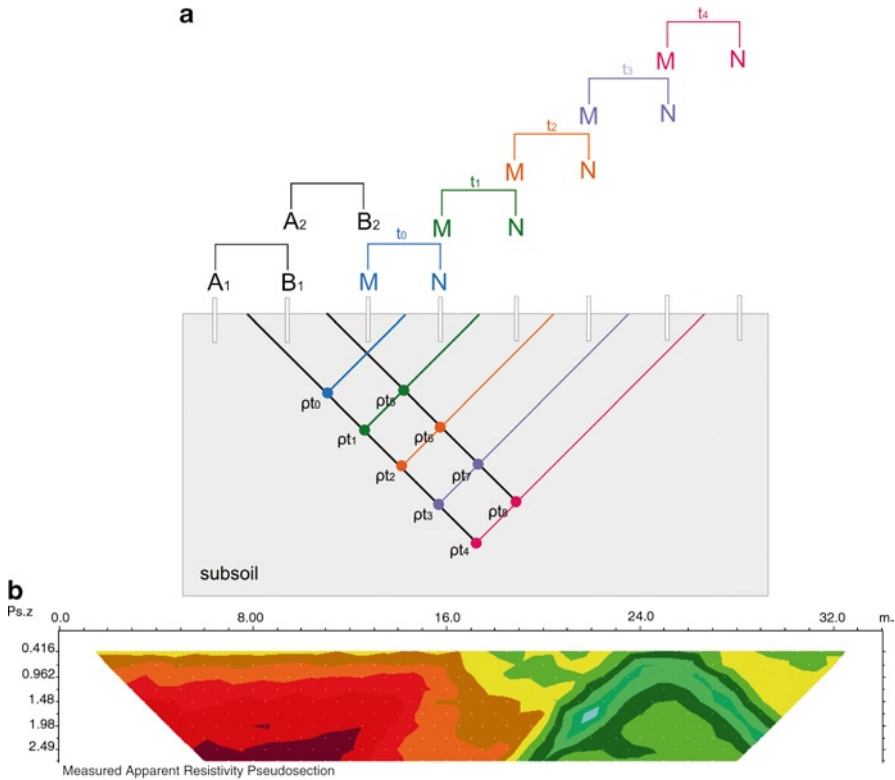 a
t4
M N
t3
M N
t2
M N
A2 B2
t1
M N
A1 B1
t0
M N
ρt0
ρt5
ρt1
ρt6
ρt2
ρt7
ρt3
ρt8
ρt4
subsoil
b
Ps.z
0.0 8.00 16.0 24.0 32.0 m.
0.416
0.962
1.48
1.98
2.49
Measured Apparent Resistivity Pseudosection